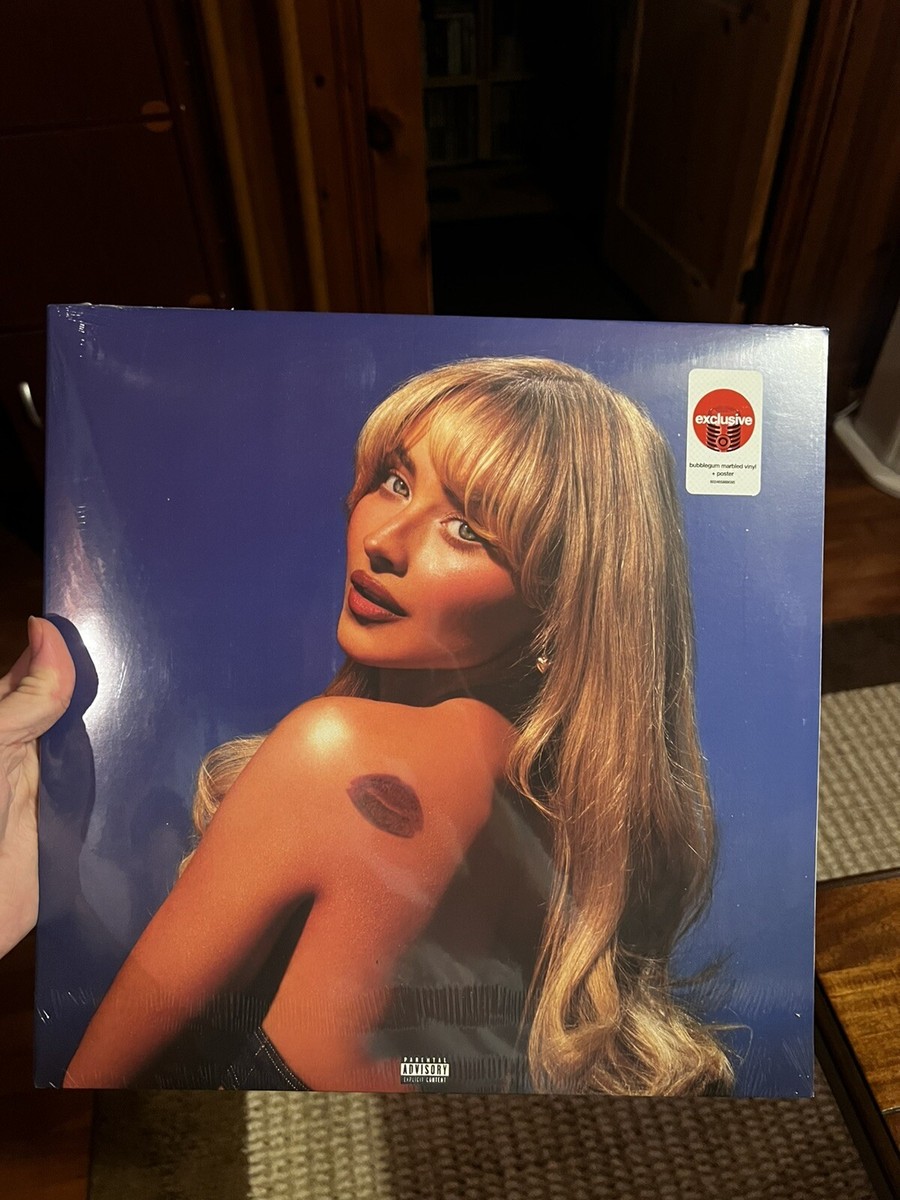 exclusive
bubblegum marbled vinyl
+ poster
PARENTAL
ADVISORY
EXPLICIT CONTENT